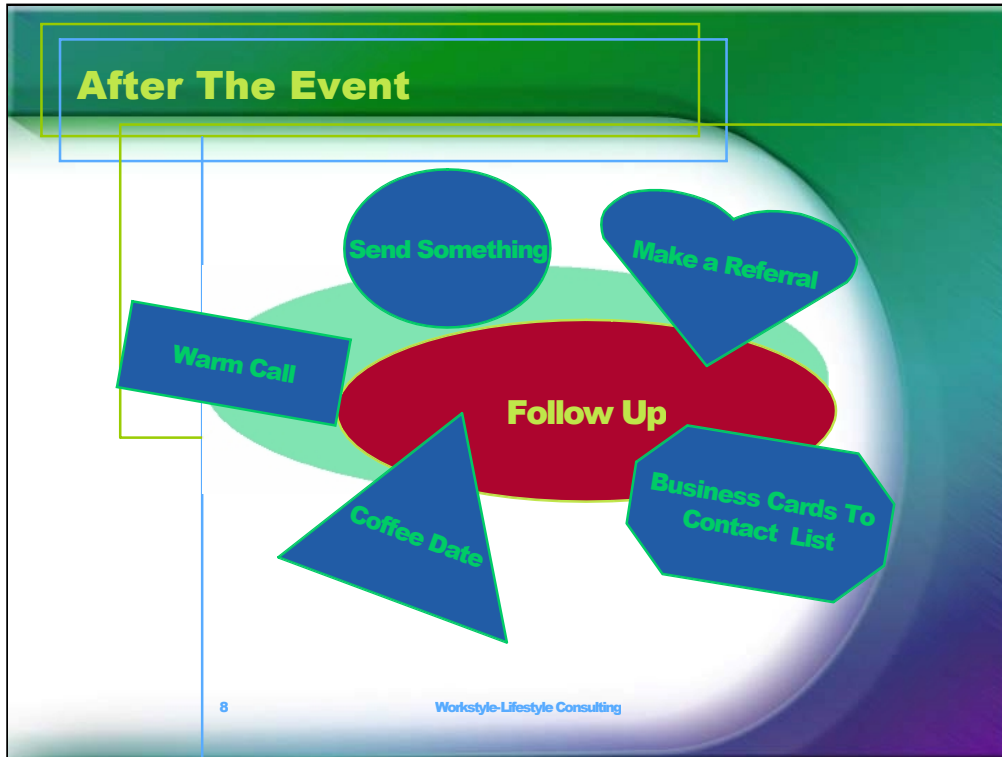 After The Event
Send Something
Make a Referral
Warm Call
Follow Up
Coffee Date
Business Cards To
Contact List
8
Workstyle-Lifestyle Consulting